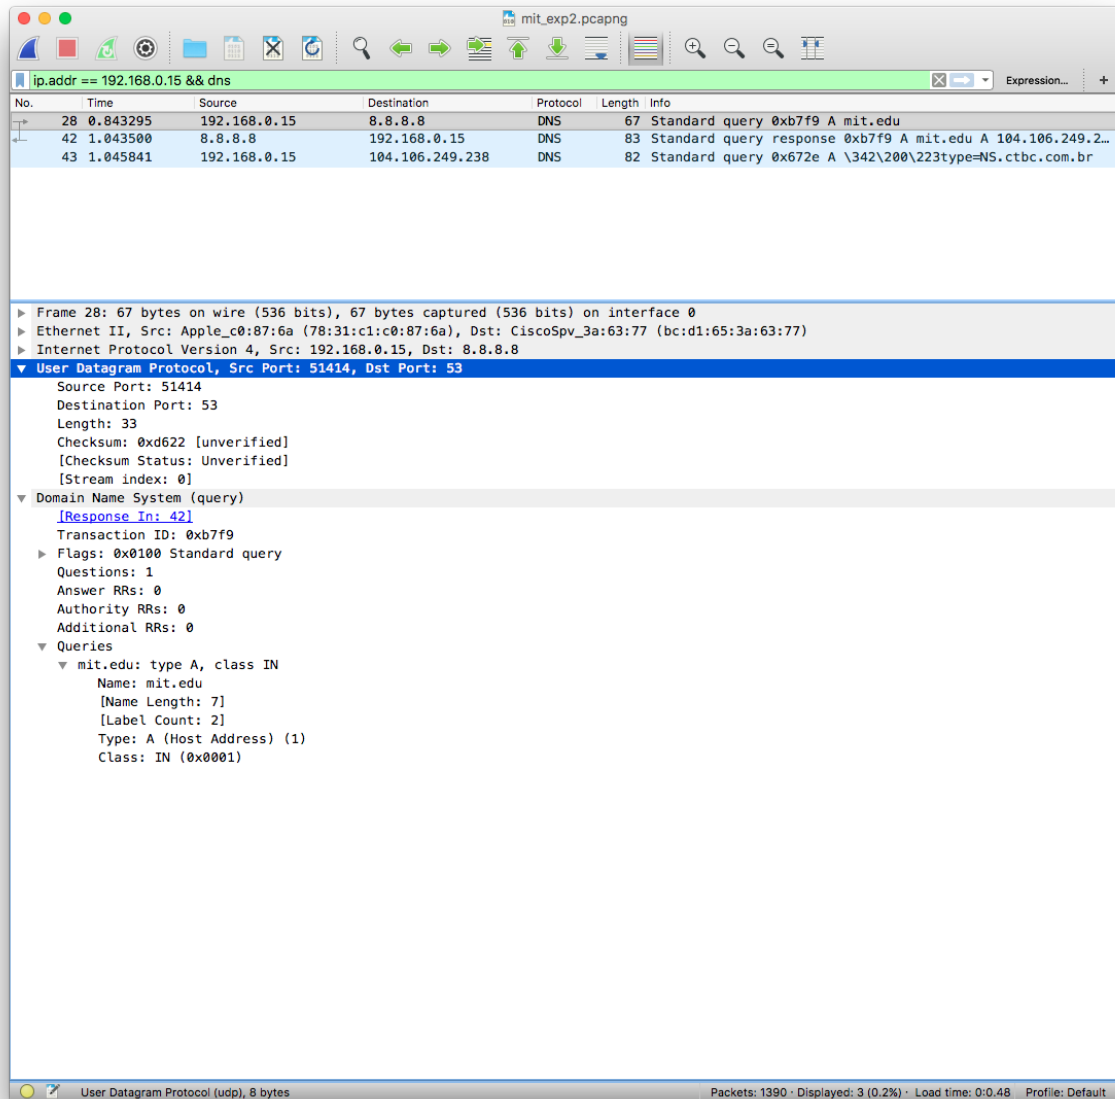 mit_exp2.pcapng
ip.addr == 192.168.0.15 && dns Expression... +
No. Time Source Destination Protocol Length Info
28 0.843295 192.168.0.15 8.8.8.8 DNS 67 Standard query 0xb7f9 A mit.edu
42 1.043500 8.8.8.8 192.168.0.15 DNS 83 Standard query response 0xb7f9 A mit.edu A 104.106.249.2…
43 1.045841 192.168.0.15 104.106.249.238 DNS 82 Standard query 0x672e A \342\200\223type=NS.ctbc.com.br
Frame 28: 67 bytes on wire (536 bits), 67 bytes captured (536 bits) on interface 0
Ethernet II, Src: Apple_c0:87:6a (78:31:c1:c0:87:6a), Dst: CiscoSpv_3a:63:77 (bc:d1:65:3a:63:77)
Internet Protocol Version 4, Src: 192.168.0.15, Dst: 8.8.8.8
User Datagram Protocol, Src Port: 51414, Dst Port: 53
Source Port: 51414
Destination Port: 53
Length: 33
Checksum: 0xd622 [unverified]
[Checksum Status: Unverified]
[Stream index: 0]
Domain Name System (query)
[Response In: 42]
Transaction ID: 0xb7f9
Flags: 0x0100 Standard query
Questions: 1
Answer RRs: 0
Authority RRs: 0
Additional RRs: 0
Queries
mit.edu: type A, class IN
Name: mit.edu
[Name Length: 7]
[Label Count: 2]
Type: A (Host Address) (1)
Class: IN (0x0001)
User Datagram Protocol (udp), 8 bytes Packets: 1390 · Displayed: 3 (0.2%) · Load time: 0:0.48 Profile: Default